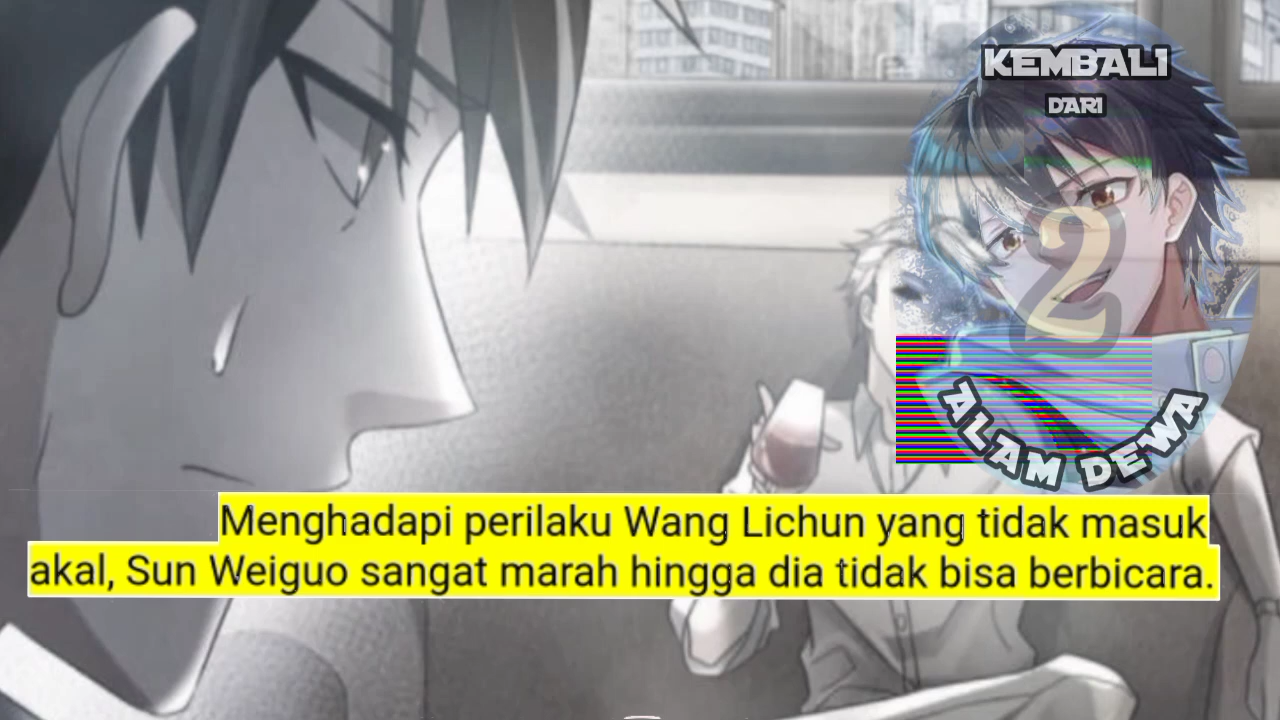 KEMBALI
DARI
2
ALAM DEWA
Menghadapi perilaku Wang Lichun yang tidak masuk
akal, Sun Weiguo sangat marah hingga dia tidak bisa berbicara.